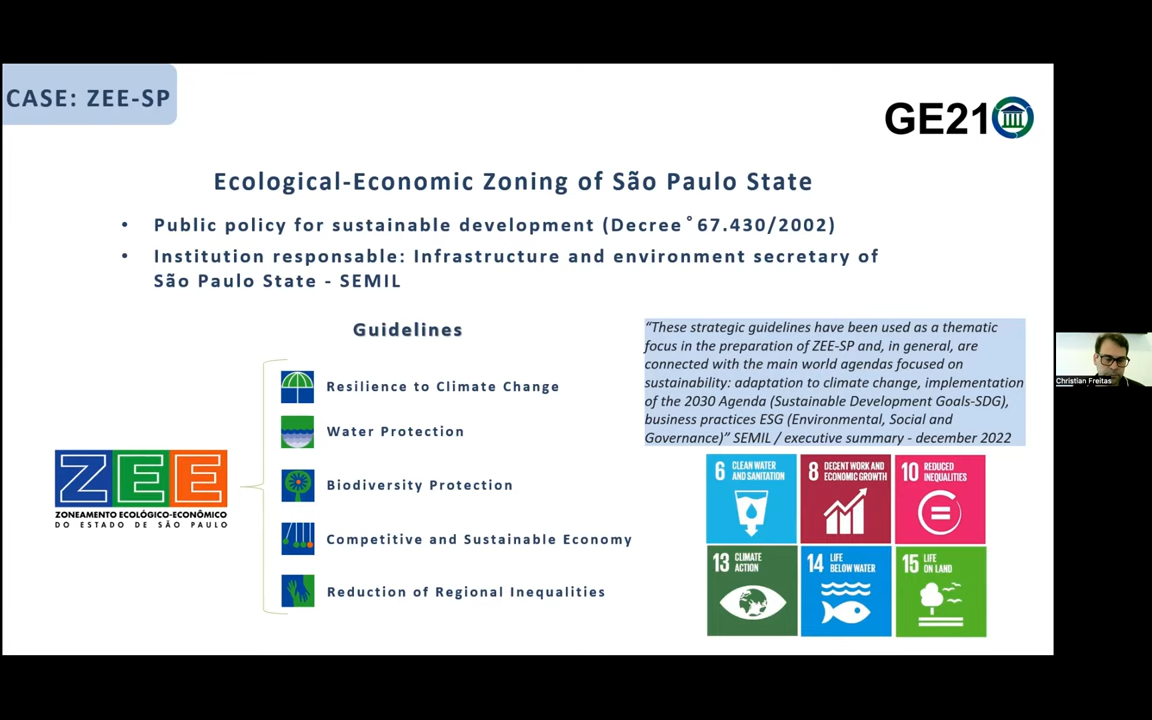 CASE: ZEE-SP
GE21
Ecological-Economic Zoning of São Paulo State
• Public policy for sustainable development (Decree ° 67.430/2002)
• Institution responsable: Infrastructure and environment secretary of
São Paulo State - SEMIL
Guidelines
Resilience to Climate Change
Water Protection
Biodiversity Protection
Competitive and Sustainable Economy
Reduction of Regional Inequalities
ZEE
ZONEAMENTO ECOLÓGICO-ECONÔMICO
DO ESTADO DE SÃO PAULO
“These strategic guidelines have been used as a thematic
focus in the preparation of ZEE-SP and, in general, are
connected with the main world agendas focused on
sustainability: adaptation to climate change, implementation
of the 2030 Agenda (Sustainable Development Goals-SDG),
business practices ESG (Environmental, Social and
Governance)” SEMIL / executive summary - december 2022
6 CLEAN WATER
AND SANITATION
8 DECENT WORK AND
ECONOMIC GROWTH
10 REDUCED
INEQUALITIES
13 CLIMATE
ACTION
14 LIFE
BELOW WATER
15 LIFE
ON LAND
Christian Freitas